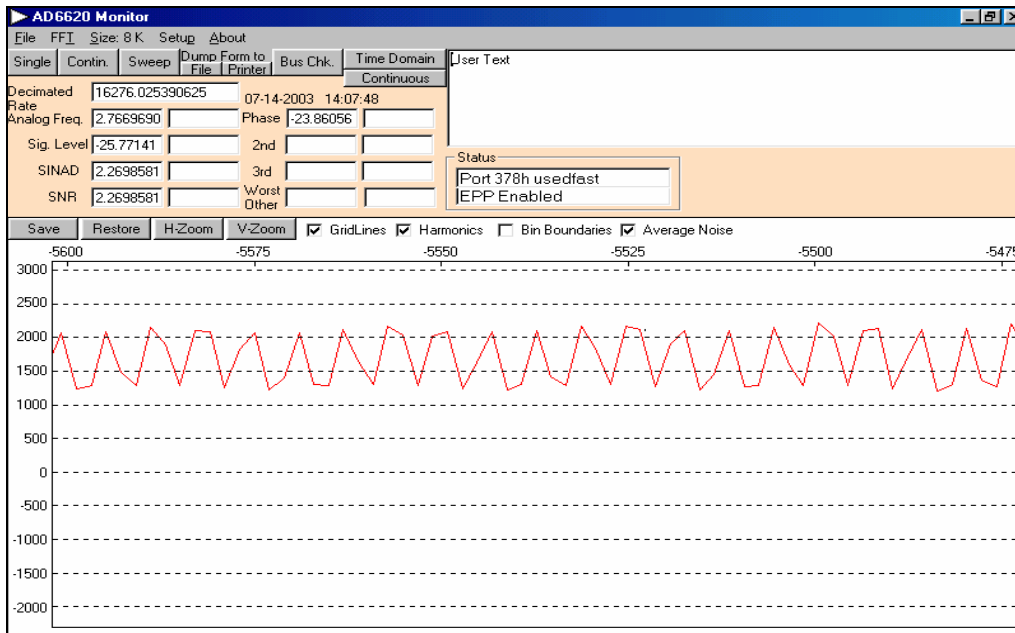 AD6620 Monitor
File FFT Size: 8 K Setup About
Single Contin. Sweep Dump Form to File Printer Bus Chk. Time Domain Continuous
User Text
Decimated Rate 16276.025390625 07-14-2003 14:07:48
Analog Freq. 2.7669690 Phase -23.86056
Sig. Level -25.77141 2nd
SINAD 2.2698581 3rd
SNR 2.2698581 Worst Other
Status
Port 378h usedfast
EPP Enabled
Save Restore H-Zoom V-Zoom GridLines Harmonics Bin Boundaries Average Noise
-5600 -5575 -5550 -5525 -5500 -5475
3000
2500
2000
1500
1000
500
0
-500
-1000
-1500
-2000